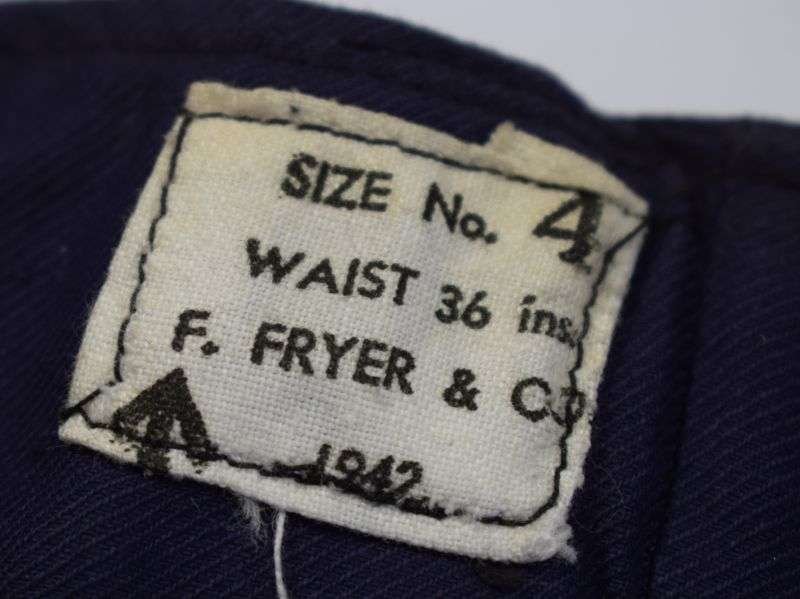 SIZE No. 4
WAIST 36 ins.
F. FRYER & CO
1942